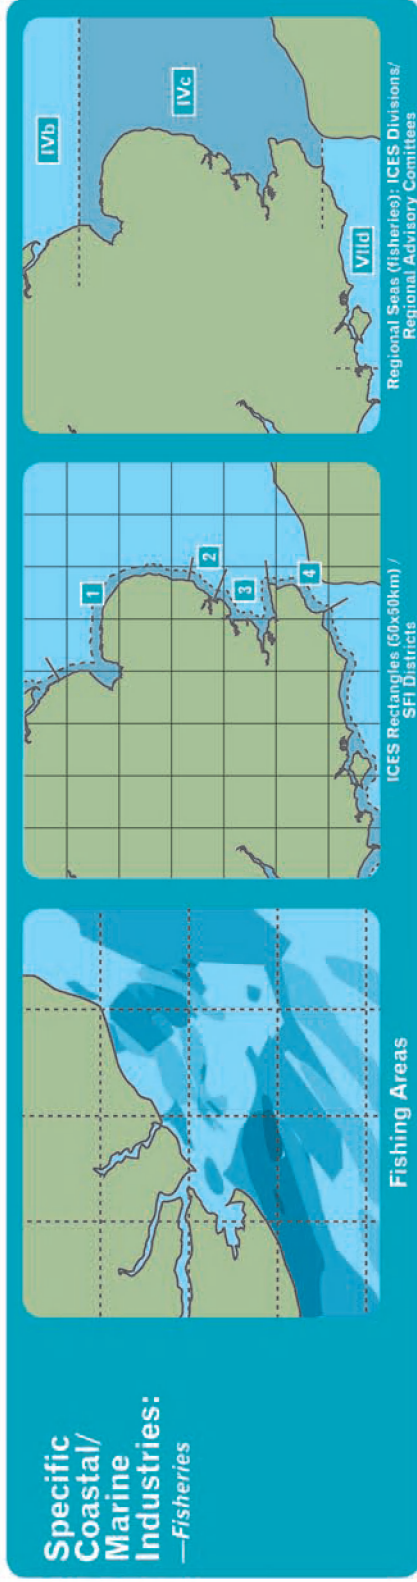 Specific
Coastal/
Marine
Industries:
—Fisheries
Fishing Areas
1
2
3
4
ICES Rectangles (50x50km) /
SFI Districts
IVb
IVc
VIId
Regional Seas (fisheries): ICES Divisions/
Regional Advisory Comittees